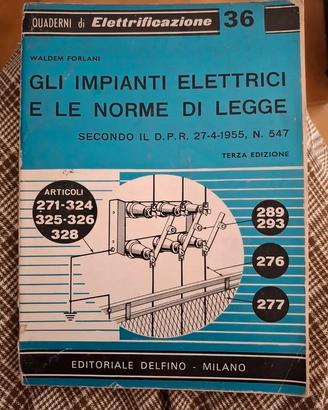 QUADERNI di Elettrificazione 36
WALDEM FORLANI
GLI IMPIANTI ELETTRICI
E LE NORME DI LEGGE
SECONDO IL D.P.R. 27-4-1955, N. 547
TERZA EDIZIONE
ARTICOLI
271-324
325-326
328
289
293
276
277
EDITORIALE DELFINO - MILANO